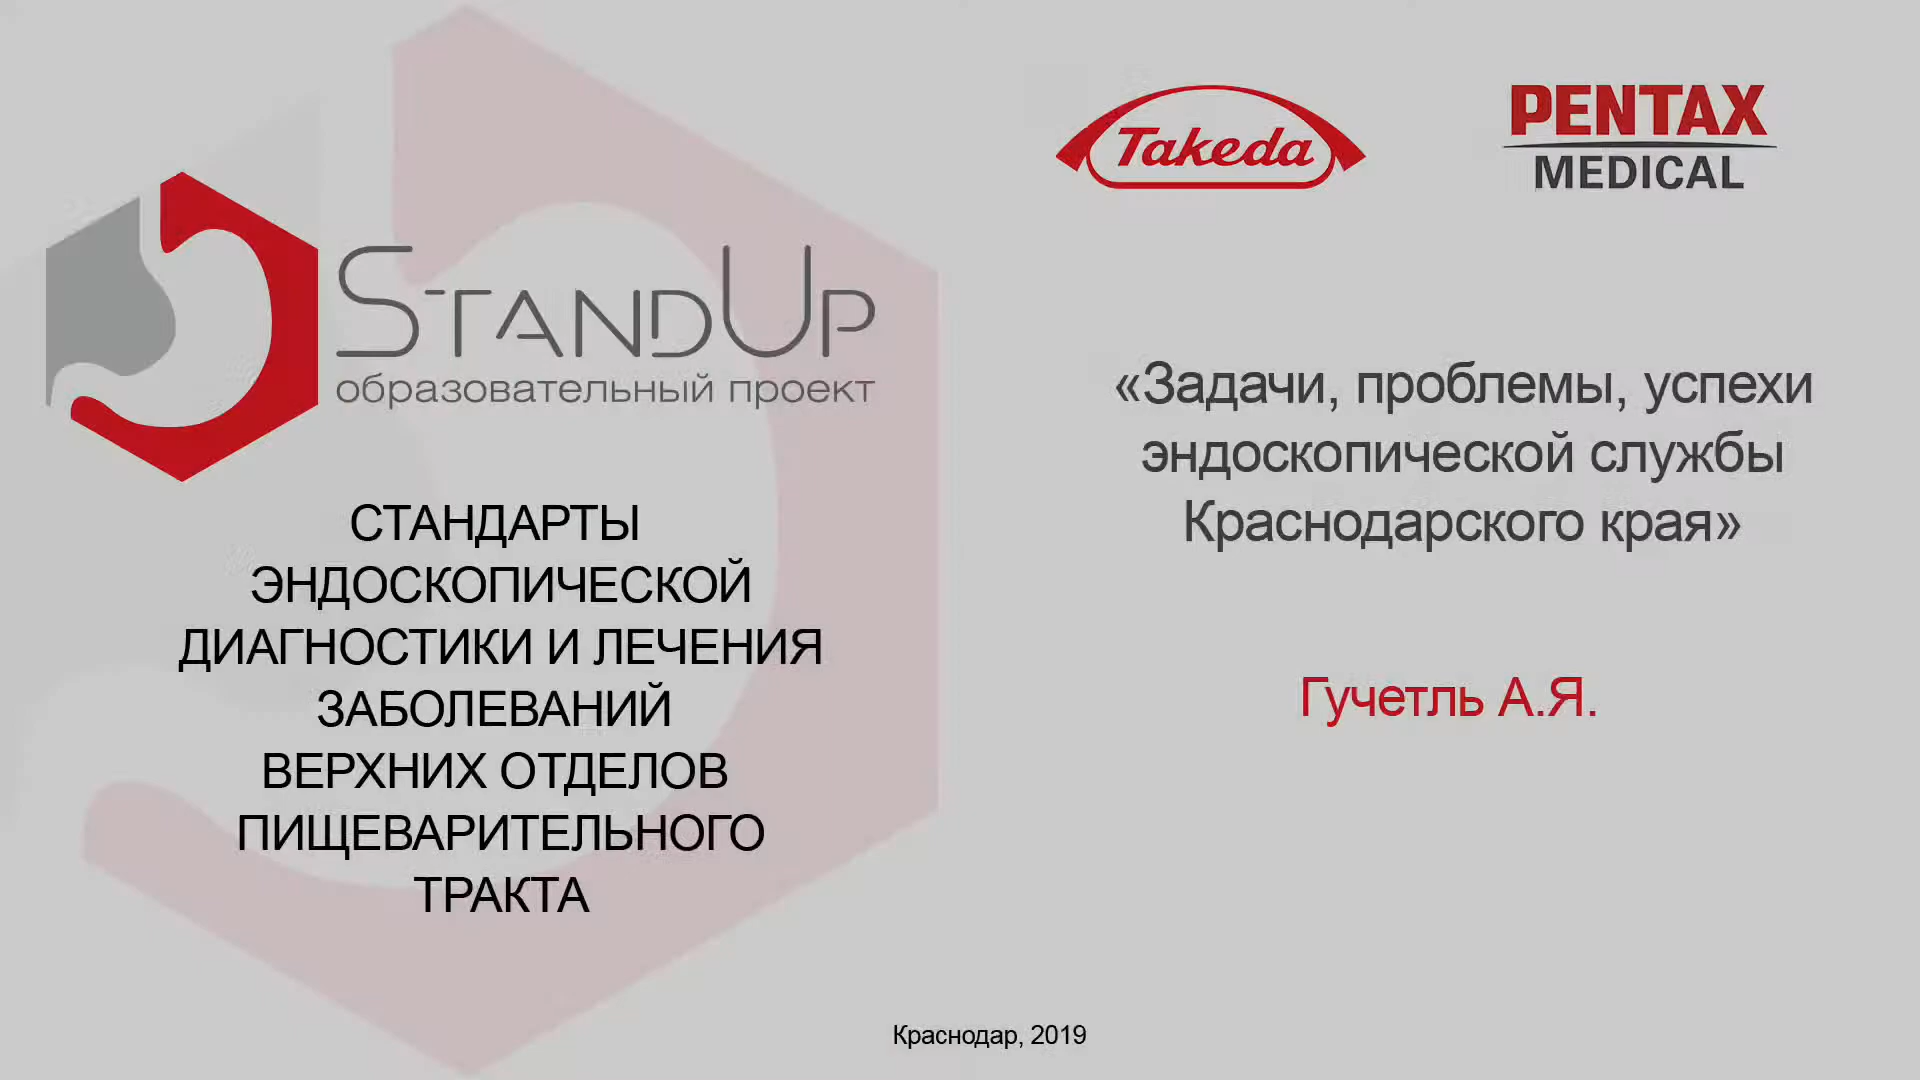 STANDUP
образовательный проект
СТАНДАРТЫ
ЭНДОСКОПИЧЕСКОЙ
ДИАГНОСТИКИ И ЛЕЧЕНИЯ
ЗАБОЛЕВАНИЙ
ВЕРХНИХ ОТДЕЛОВ
ПИЩЕВАРИТЕЛЬНОГО
ТРАКТА
Takeda
PENTAX
MEDICAL
«Задачи, проблемы, успехи
эндоскопической службы
Краснодарского края»
Гучетль А.Я.
Краснодар, 2019